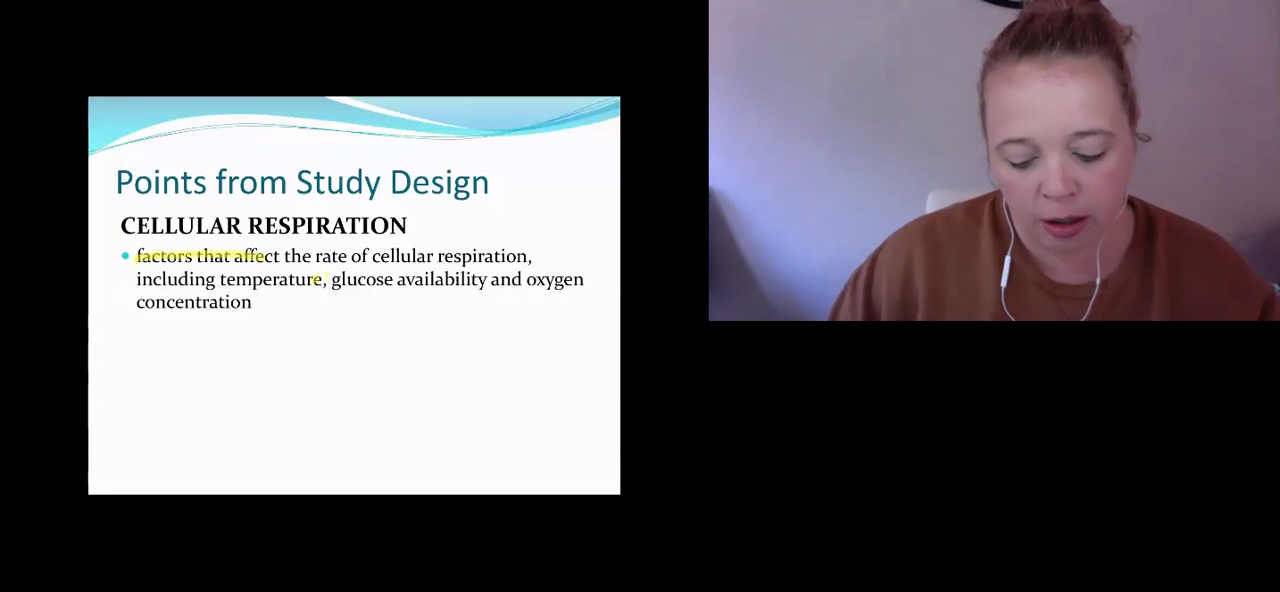 Points from Study Design
CELLULAR RESPIRATION
factors that affect the rate of cellular respiration,
including temperature, glucose availability and oxygen
concentration